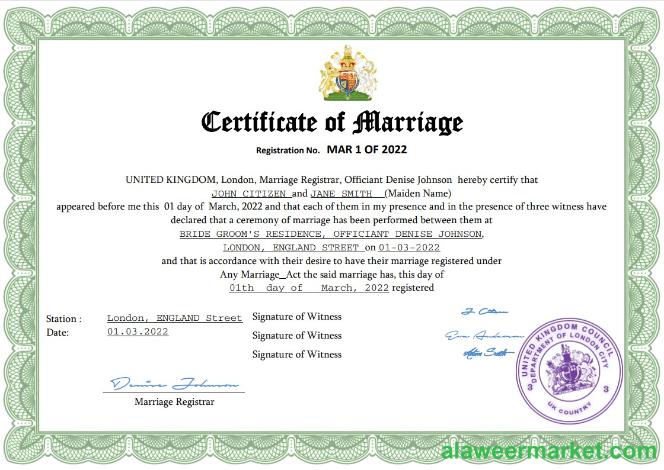 Certificate of Marriage
Registration No. MAR 1 OF 2022
UNITED KINGDOM, London, Marriage Registrar, Officiant Denise Johnson hereby certify that
JOHN CITIZEN and JANE SMITH (Maiden Name)
appeared before me this 01 day of March, 2022 and that each of them in my presence and in the presence of three witness have
declared that a ceremony of marriage has been performed between them at
BRIDE GROOM'S RESIDENCE, OFFICIANT DENISE JOHNSON,
LONDON, ENGLAND STREET on 01-03-2022
and that is accordance with their desire to have their marriage registered under
Any Marriage_Act the said marriage has, this day of
01th day of March, 2022 registered
Station : London, ENGLAND Street
Date: 01.03.2022
Signature of Witness
Signature of Witness
Signature of Witness
Denise Johnson
Marriage Registrar
UNITED KINGDOM COUNCIL
DEPARTMENT OF LONDON CITY
3 3
UK COUNTRY
alaweermarket.com